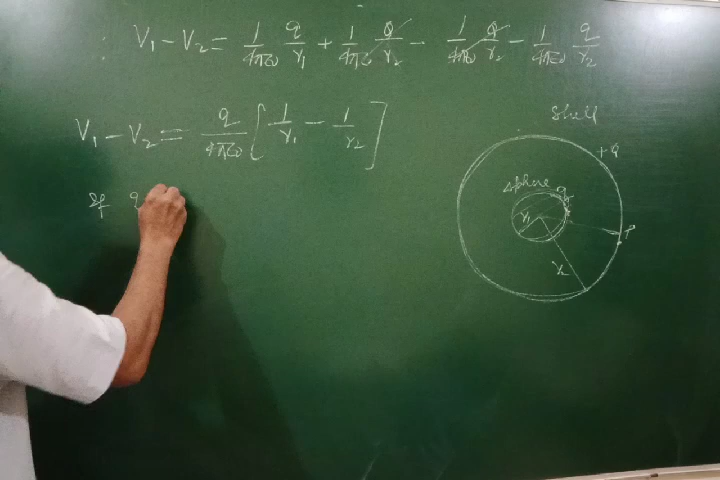 ∴ V₁ - V₂ = 1/4πε₀ q/r₁ + 1/4πε₀ Q/r₂ - 1/4πε₀ Q/r₂ - 1/4πε₀ q/r₂
V₁ - V₂ = q/4πε₀ [1/r₁ - 1/r₂]
If q
Shell
+Q
sphere q
r₁
P
r₂